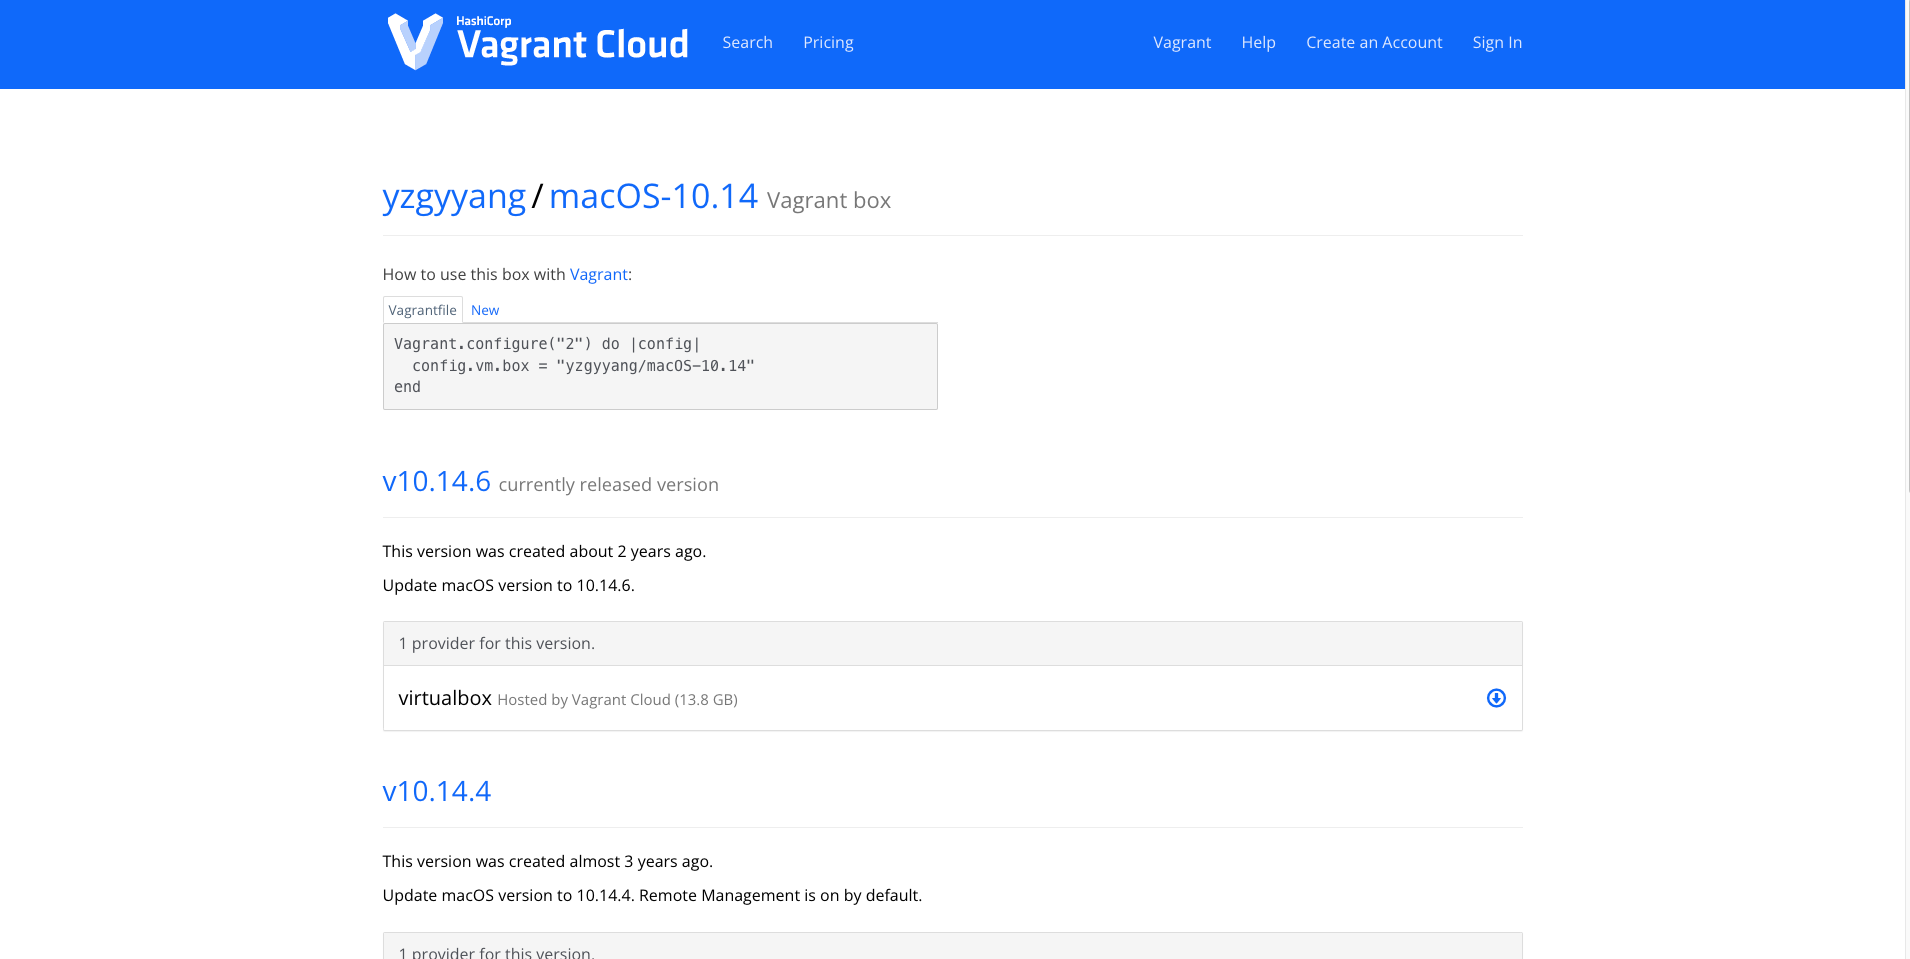 HashiCorp
Vagrant Cloud
Search
Pricing
Vagrant
Help
Create an Account
Sign In
yzgyyang / macOS-10.14 Vagrant box
How to use this box with Vagrant:
Vagrantfile New
Vagrant.configure("2") do |config|
config.vm.box = "yzgyyang/macOS-10.14"
end
v10.14.6 currently released version
This version was created about 2 years ago.
Update macOS version to 10.14.6.
1 provider for this version.
virtualbox Hosted by Vagrant Cloud (13.8 GB)
v10.14.4
This version was created almost 3 years ago.
Update macOS version to 10.14.4. Remote Management is on by default.
1 provider for this version.